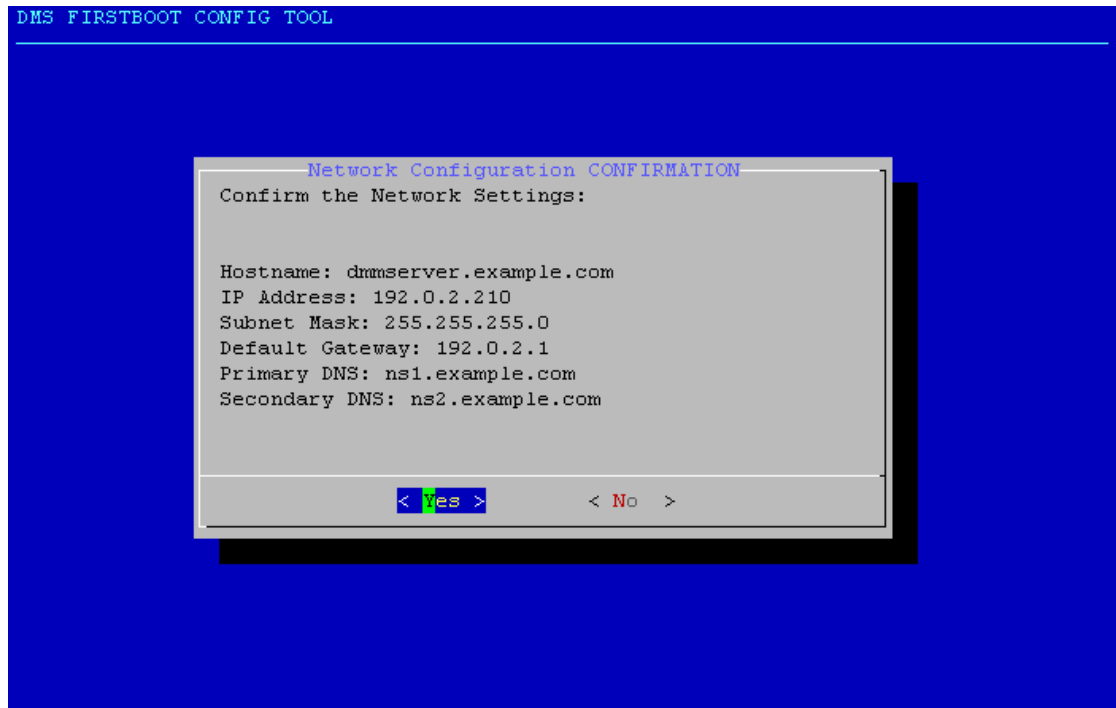 DMS FIRSTBOOT CONFIG TOOL
Network Configuration CONFIRMATION
Confirm the Network Settings:
Hostname: dmmserver.example.com
IP Address: 192.0.2.210
Subnet Mask: 255.255.255.0
Default Gateway: 192.0.2.1
Primary DNS: ns1.example.com
Secondary DNS: ns2.example.com
< Yes > < No >